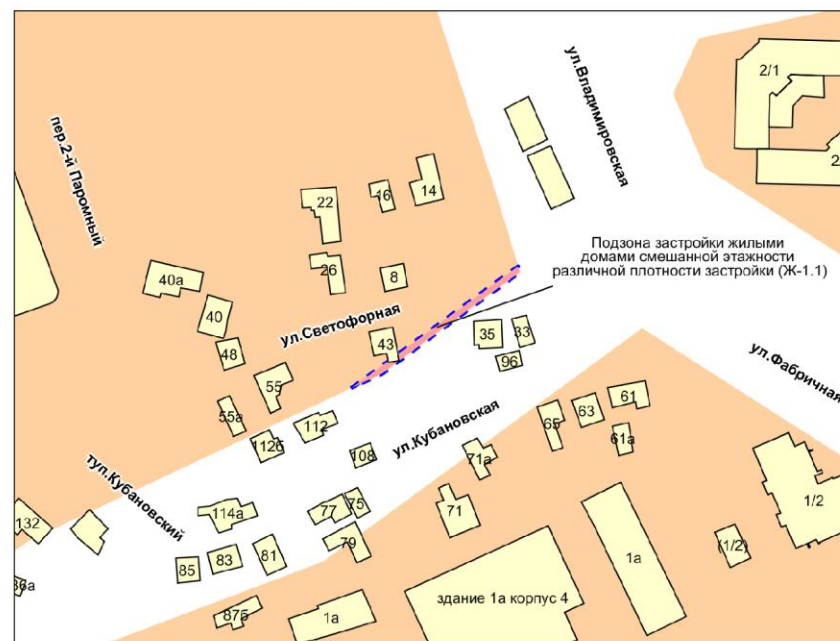 ул.Владимировская
2/1
2
пер.2-й Паромный
22
16
14
Подзона застройки жилыми
домами смешанной этажности
различной плотности застройки (Ж-1.1)
26
8
40а
40
ул.Светофорная
43
35
33
96
48
55
ул.Фабричная
55а
112
112б
108
ул.Кубановская
65
63
61
61а
71а
туп.Кубановский
132
114а
77
75
71
79
1/2
(1/2)
1а
85
83
81
36а
87б
1а
здание 1а корпус 4